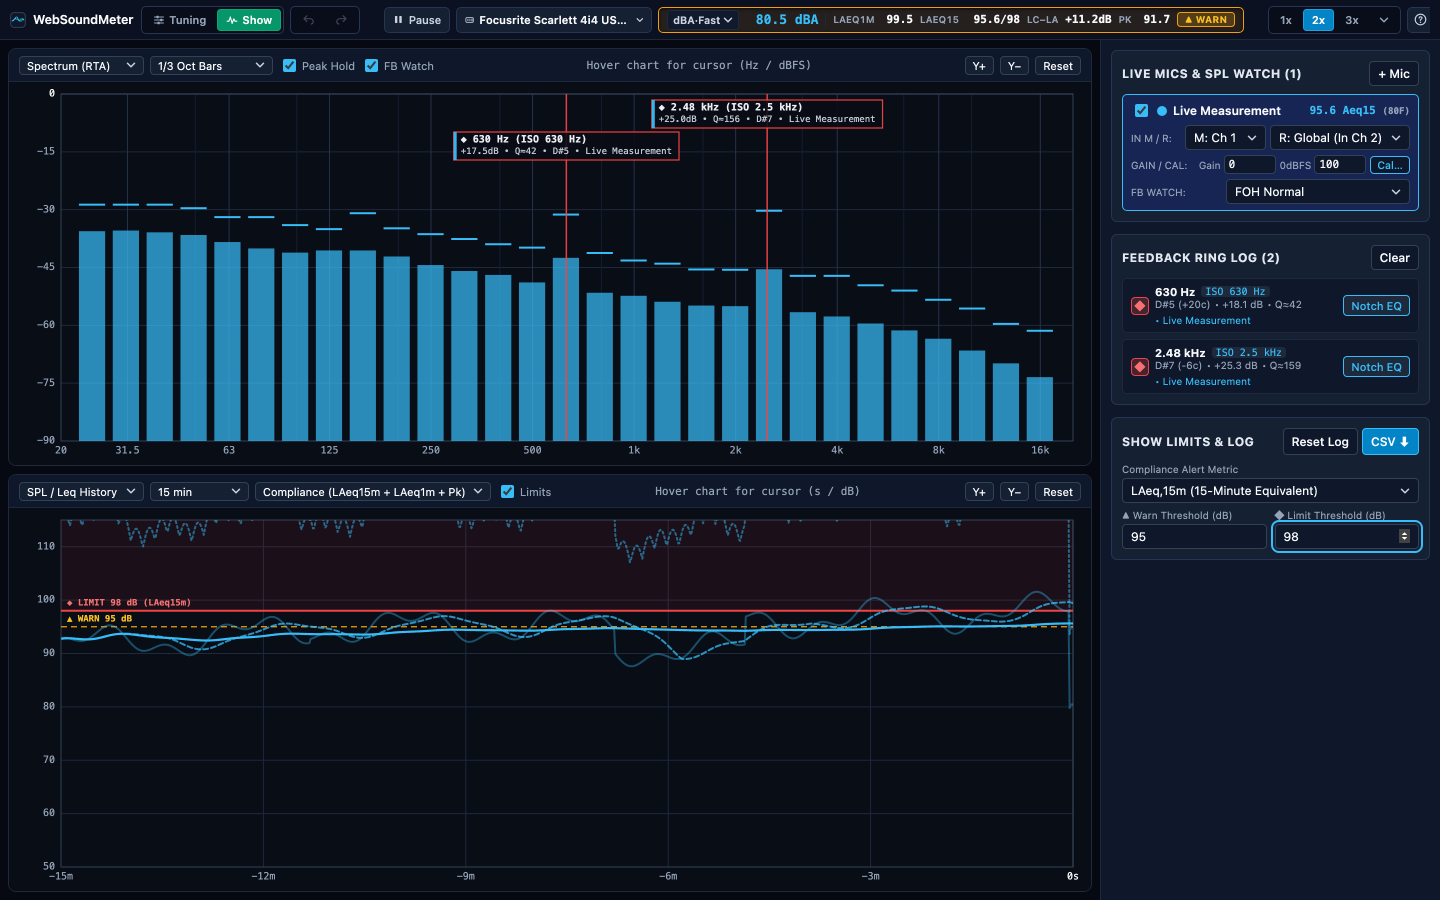 WebSoundMeter Tuning Show Pause Focusrite Scarlett 4i4 US... dBA·Fast 80.5 dBA LAEQ1M 99.5 LAEQ15 95.6/98 LC−LA +11.2dB PK 91.7 ▲ WARN 1x 2x 3x
Spectrum (RTA) 1/3 Oct Bars Peak Hold FB Watch Hover chart for cursor (Hz / dBFS) Y+ Y− Reset
0
−15
−30
−45
−60
−75
−90
◆ 2.48 kHz (ISO 2.5 kHz)
+25.0dB • Q≈156 • D#7 • Live Measurement
◆ 630 Hz (ISO 630 Hz)
+17.5dB • Q≈42 • D#5 • Live Measurement
20 31.5 63 125 250 500 1k 2k 4k 8k 16k
SPL / Leq History 15 min Compliance (LAeq15m + LAeq1m + Pk) Limits Hover chart for cursor (s / dB) Y+ Y− Reset
110
100
90
80
70
60
50
◆ LIMIT 98 dB (LAeq15m)
▲ WARN 95 dB
−15m −12m −9m −6m −3m 0s
LIVE MICS & SPL WATCH (1) + Mic
Live Measurement 95.6 Aeq15 (80F)
IN M / R: M: Ch 1 R: Global (In Ch 2)
GAIN / CAL: Gain 0 0dBFS 100 Cal...
FB WATCH: FOH Normal
FEEDBACK RING LOG (2) Clear
630 Hz ISO 630 Hz
D#5 (+20c) • +18.1 dB • Q≈42
• Live Measurement
Notch EQ
2.48 kHz ISO 2.5 kHz
D#7 (-6c) • +25.3 dB • Q≈159
• Live Measurement
Notch EQ
SHOW LIMITS & LOG Reset Log CSV ⬇
Compliance Alert Metric
LAeq,15m (15-Minute Equivalent)
▲ Warn Threshold (dB) ◆ Limit Threshold (dB)
95 98